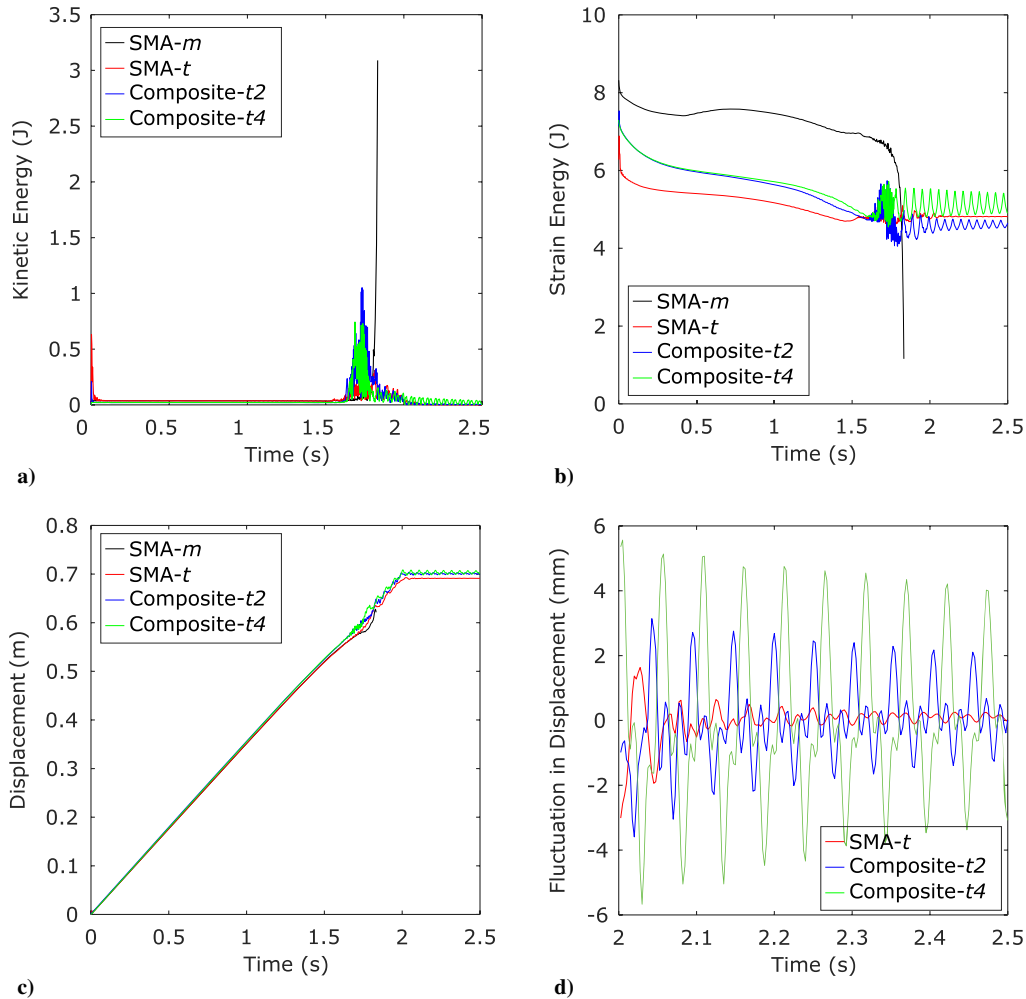 3.5
3
2.5
2
1.5
1
0.5
0
Kinetic Energy (J)
SMA-m
SMA-t
Composite-t2
Composite-t4
0 0.5 1 1.5 2 2.5
Time (s)
a)
10
8
6
4
2
0
Strain Energy (J)
SMA-m
SMA-t
Composite-t2
Composite-t4
0 0.5 1 1.5 2 2.5
Time (s)
b)
0.8
0.7
0.6
0.5
0.4
0.3
0.2
0.1
0
Displacement (m)
SMA-m
SMA-t
Composite-t2
Composite-t4
0 0.5 1 1.5 2 2.5
Time (s)
c)
6
4
2
0
-2
-4
-6
Fluctuation in Displacement (mm)
SMA-t
Composite-t2
Composite-t4
2 2.1 2.2 2.3 2.4 2.5
Time (s)
d)